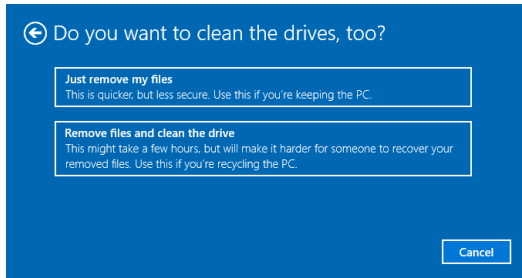 Do you want to clean the drives, too?
Just remove my files
This is quicker, but less secure. Use this if you're keeping the PC.
Remove files and clean the drive
This might take a few hours, but will make it harder for someone to recover your
removed files. Use this if you're recycling the PC.
Cancel